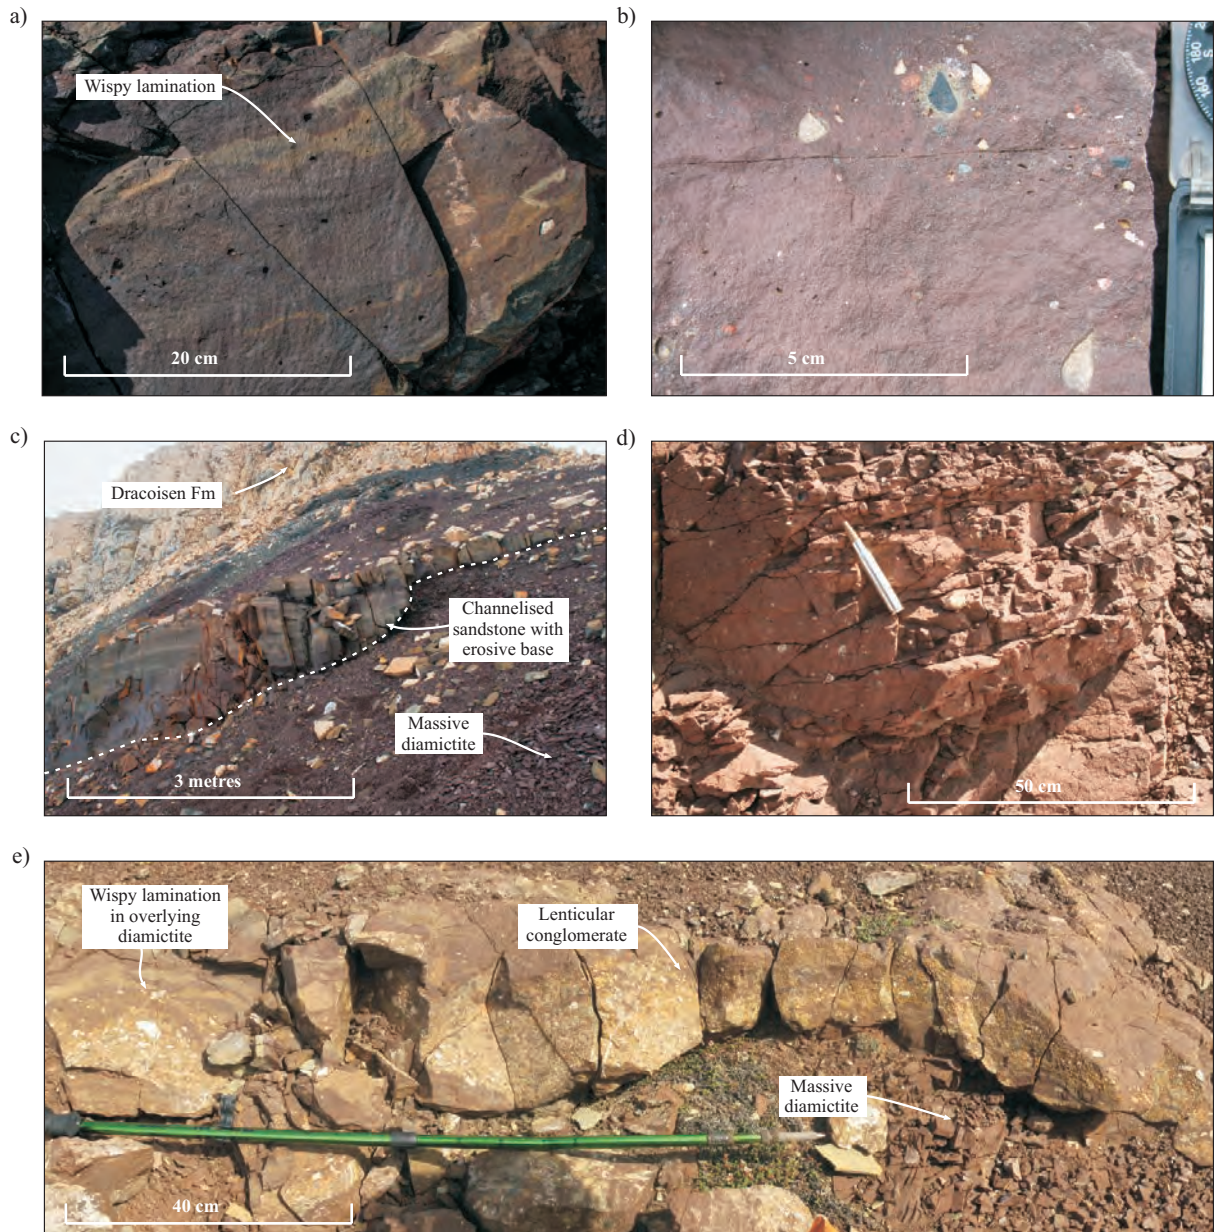 a)
Wispy lamination
20 cm
b)
180
S
5 cm
c)
Dracoisen Fm
Channelised
sandstone with
erosive base
Massive
diamictite
3 metres
d)
50 cm
e)
Wispy lamination
in overlying
diamictite
Lenticular
conglomerate
Massive
diamictite
40 cm